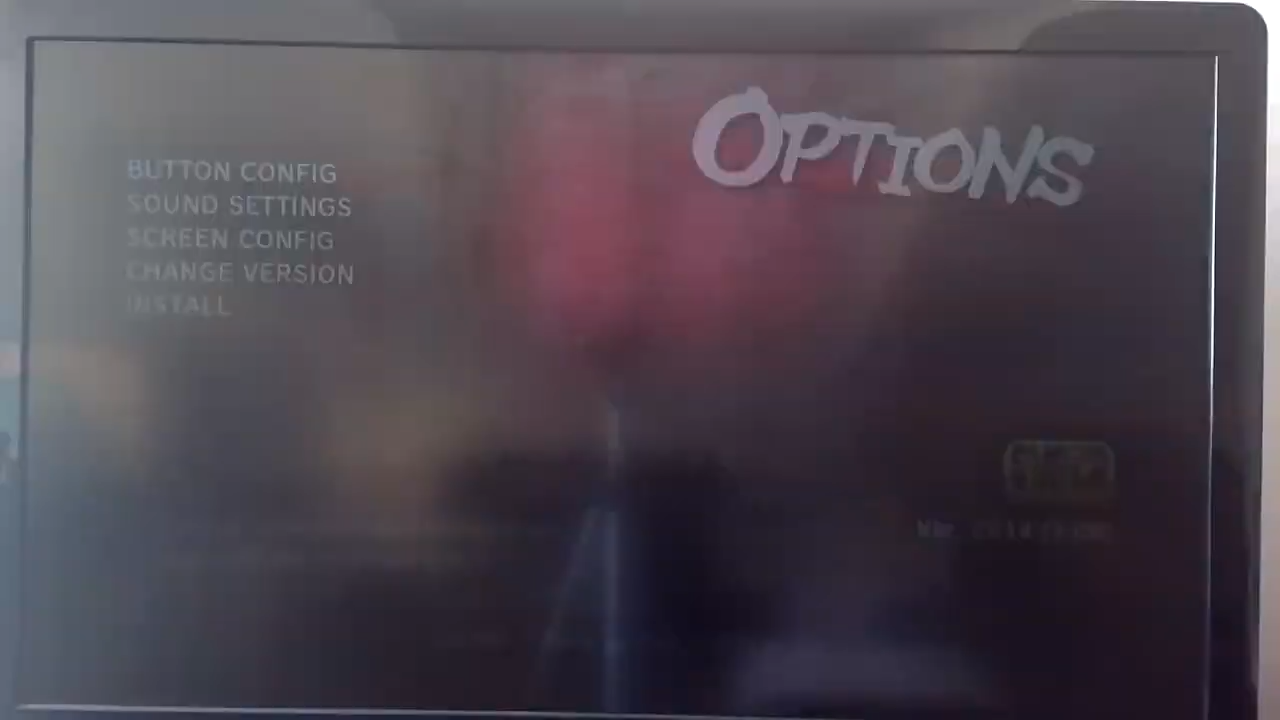 OPTIONS
BUTTON CONFIG
SOUND SETTINGS
SCREEN CONFIG
CHANGE VERSION
INSTALL